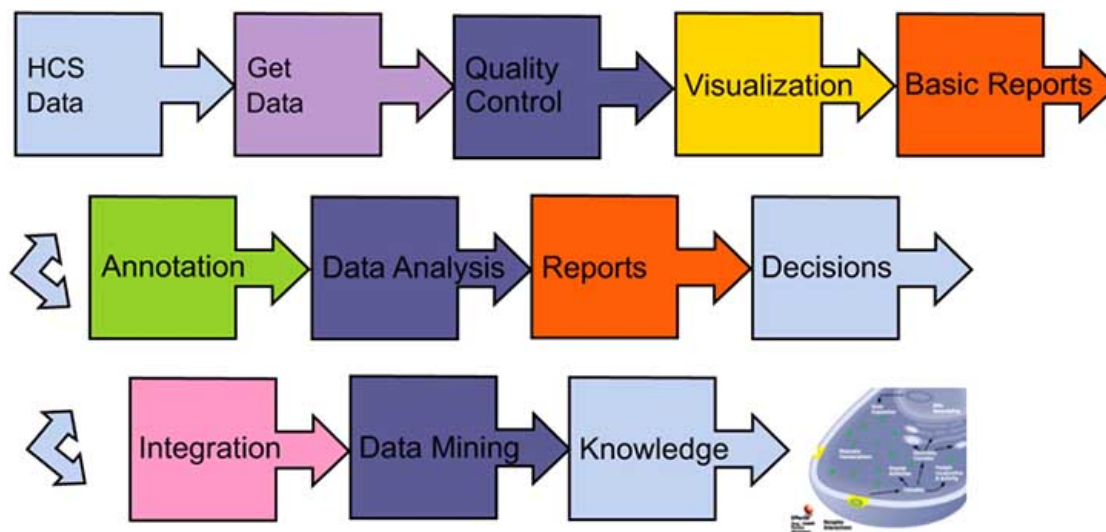 HCS
Data
Get
Data
Quality
Control
Visualization
Basic Reports
Annotation
Data Analysis
Reports
Decisions
Integration
Data Mining
Knowledge